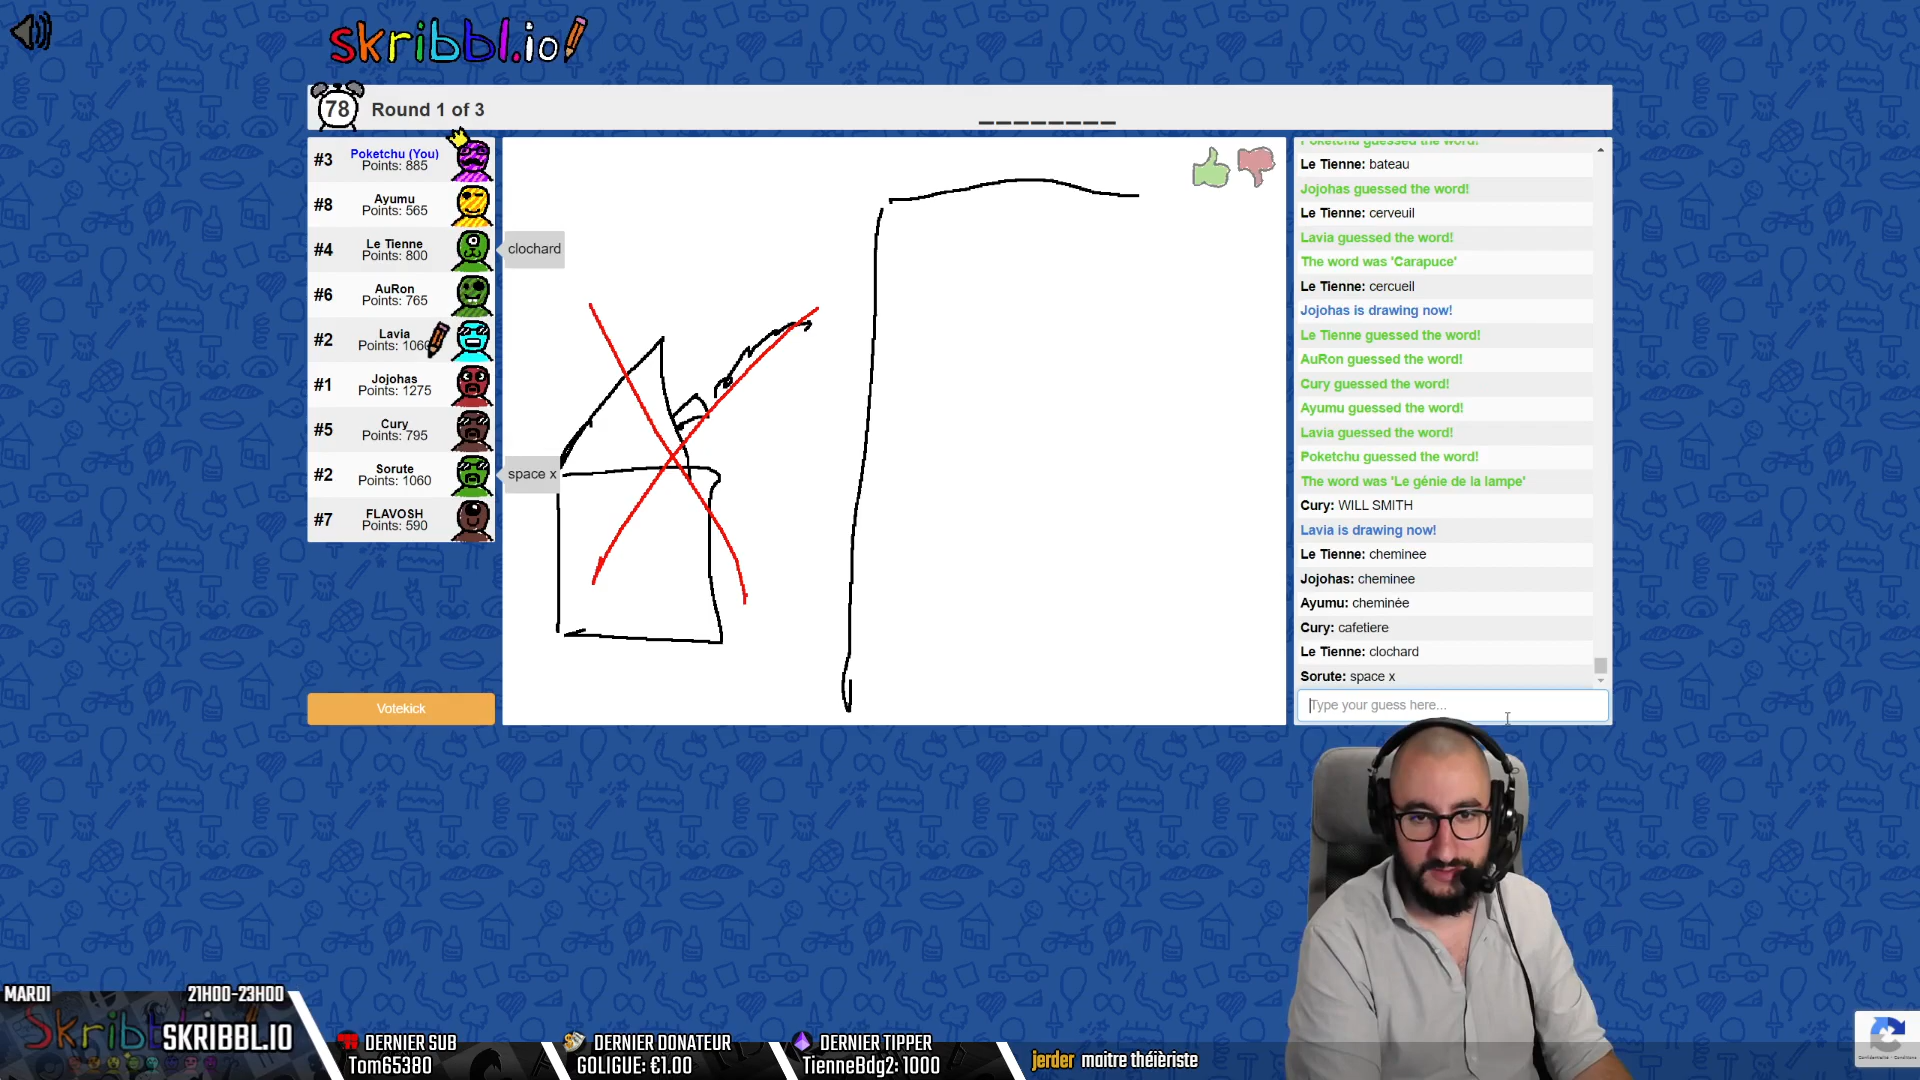 skribbl.io
78
Round 1 of 3
________
#3
Poketchu (You)
Points: 885
#8
Ayumu
Points: 565
#4
Le Tienne
Points: 800
#6
AuRon
Points: 765
#2
Lavia
Points: 1060
#1
Jojohas
Points: 1275
#5
Cury
Points: 795
#2
Sorute
Points: 1060
#7
FLAVOSH
Points: 590
Votekick
clochard
space x
Poketchu guessed the word!
Le Tienne: bateau
Jojohas guessed the word!
Le Tienne: cerveuil
Lavia guessed the word!
The word was 'Carapuce'
Le Tienne: cercueil
Jojohas is drawing now!
Le Tienne guessed the word!
AuRon guessed the word!
Cury guessed the word!
Ayumu guessed the word!
Lavia guessed the word!
Poketchu guessed the word!
The word was 'Le génie de la lampe'
Cury: WILL SMITH
Lavia is drawing now!
Le Tienne: cheminee
Jojohas: cheminee
Ayumu: cheminée
Cury: cafetiere
Le Tienne: clochard
Sorute: space x
Type your guess here...
MARDI 21H00-23H00
SKRIBBL.IO
DERNIER SUB
Tom65380
DERNIER DONATEUR
GOLIGUE: €1.00
DERNIER TIPPER
TienneBdg2: 1000
jerder maitre théièriste